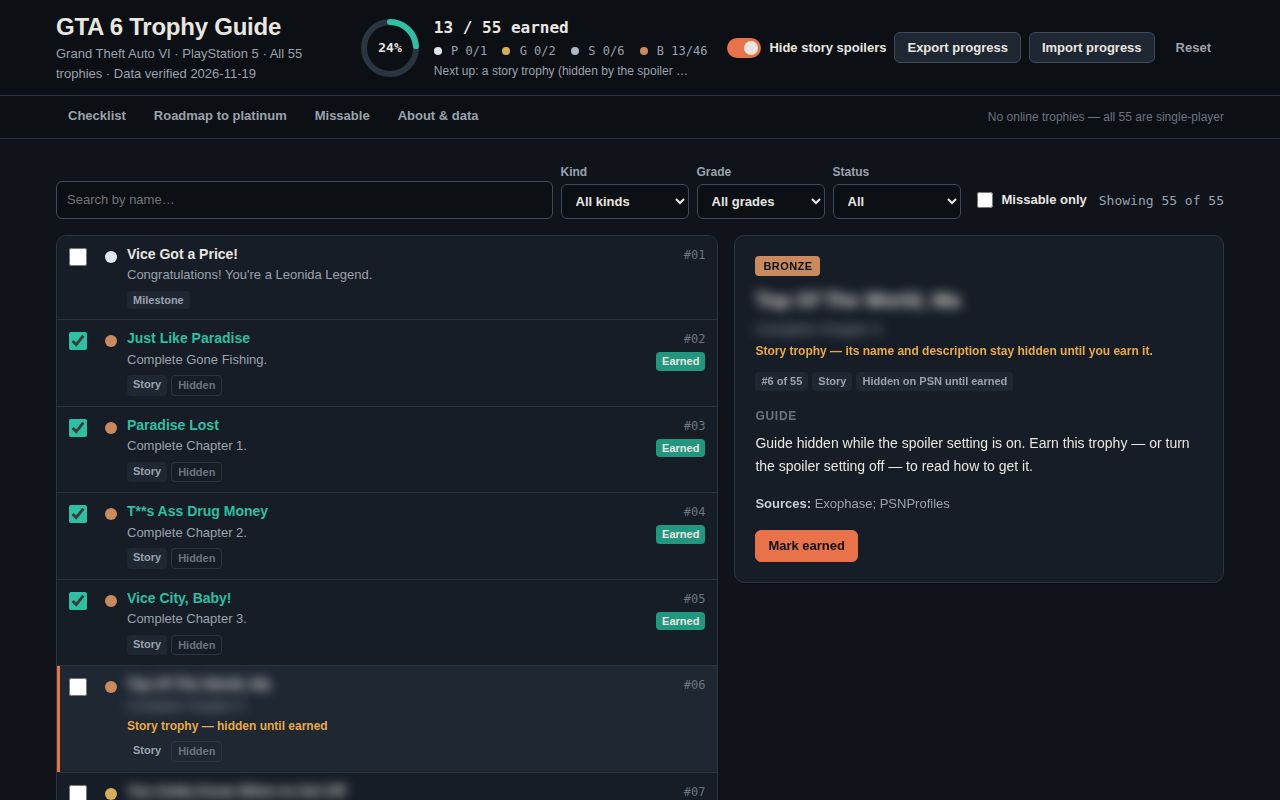 GTA 6 Trophy Guide
Grand Theft Auto VI · PlayStation 5 · All 55
trophies · Data verified 2026-11-19
24%
13 / 55 earned
P 0/1 G 0/2 S 0/6 B 13/46
Next up: a story trophy (hidden by the spoiler …
Hide story spoilers
Export progress
Import progress
Reset
Checklist
Roadmap to platinum
Missable
About & data
No online trophies — all 55 are single-player
Search by name…
Kind
All kinds
Grade
All grades
Status
All
Missable only
Showing 55 of 55
Vice Got a Price!
#01
Congratulations! You're a Leonida Legend.
Milestone
Just Like Paradise
#02
Complete Gone Fishing.
Earned
Story Hidden
Paradise Lost
#03
Complete Chapter 1.
Earned
Story Hidden
T**s Ass Drug Money
#04
Complete Chapter 2.
Earned
Story Hidden
Vice City, Baby!
#05
Complete Chapter 3.
Earned
Story Hidden
#06
Story trophy — hidden until earned
Story Hidden
#07
BRONZE
Story trophy — its name and description stay hidden until you earn it.
#6 of 55 Story Hidden on PSN until earned
GUIDE
Guide hidden while the spoiler setting is on. Earn this trophy — or turn
the spoiler setting off — to read how to get it.
Sources: Exophase; PSNProfiles
Mark earned